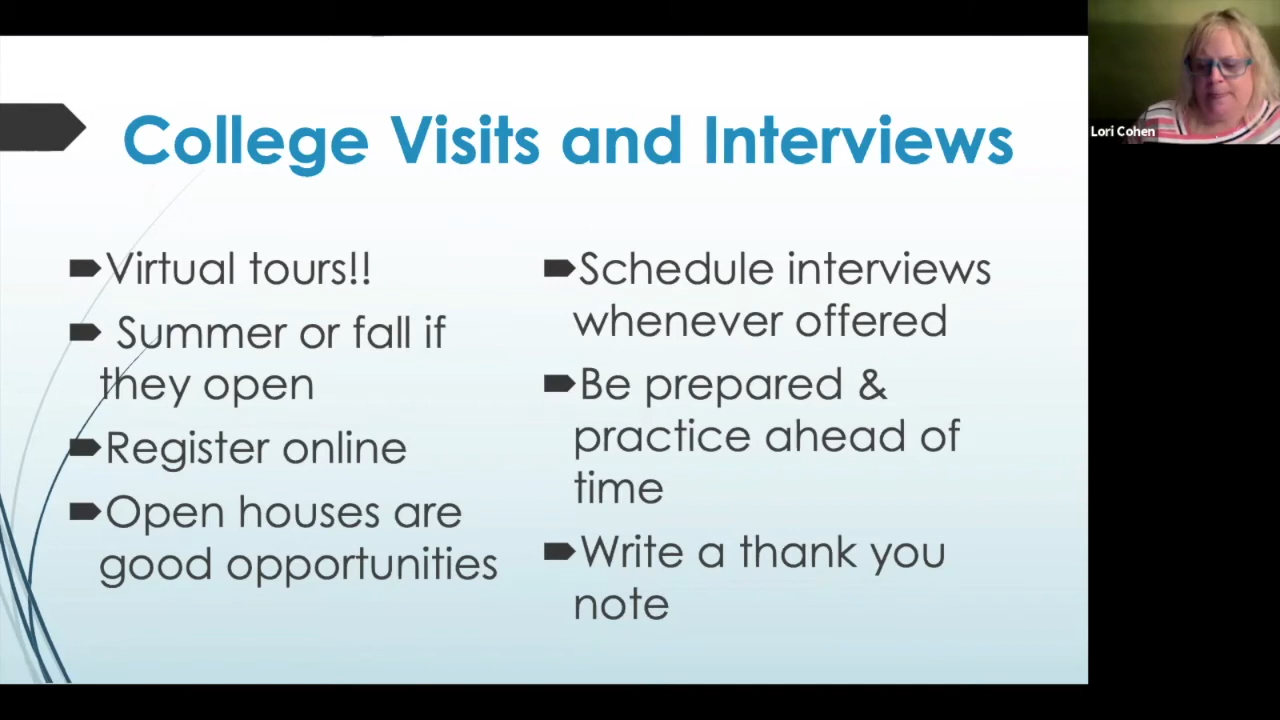 College Visits and Interviews
Virtual tours!!
Summer or fall if
they open
Register online
Open houses are
good opportunities
Schedule interviews
whenever offered
Be prepared &
practice ahead of
time
Write a thank you
note
Lori Cohen